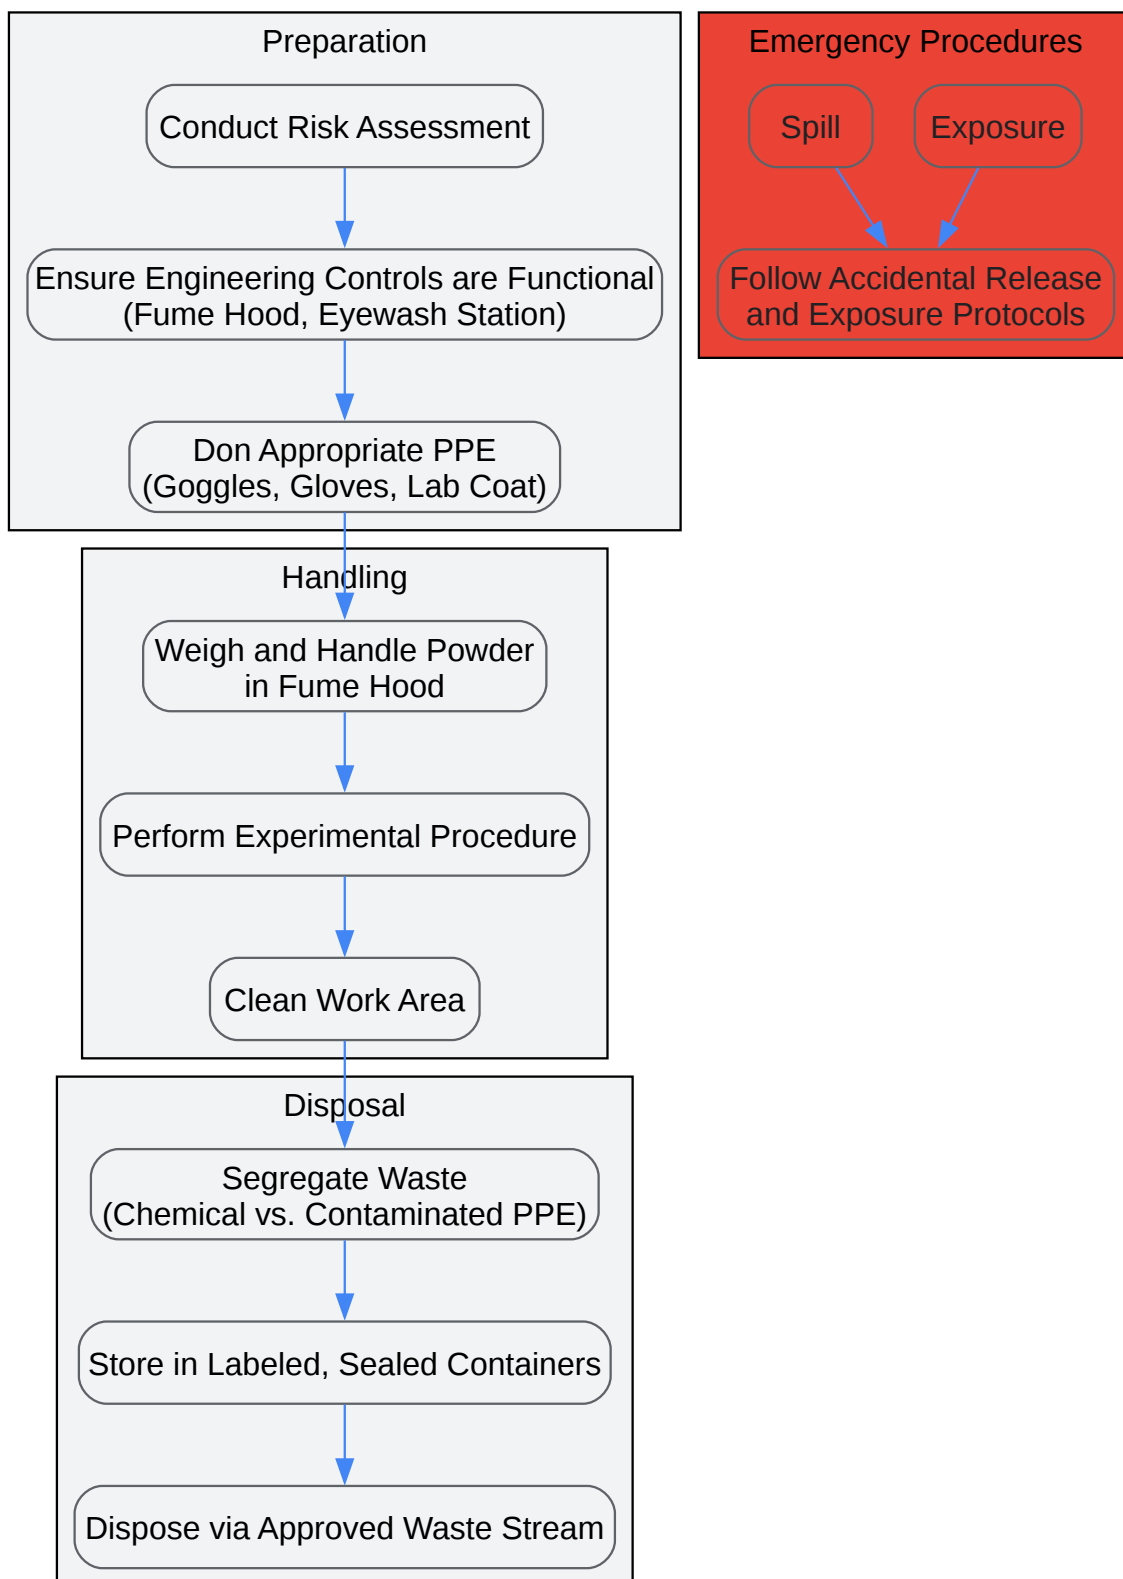 Preparation
Conduct Risk Assessment
Ensure Engineering Controls are Functional
(Fume Hood, Eyewash Station)
Don Appropriate PPE
(Goggles, Gloves, Lab Coat)
Emergency Procedures
Spill
Exposure
Follow Accidental Release
and Exposure Protocols
Handling
Weigh and Handle Powder
in Fume Hood
Perform Experimental Procedure
Clean Work Area
Disposal
Segregate Waste
(Chemical vs. Contaminated PPE)
Store in Labeled, Sealed Containers
Dispose via Approved Waste Stream